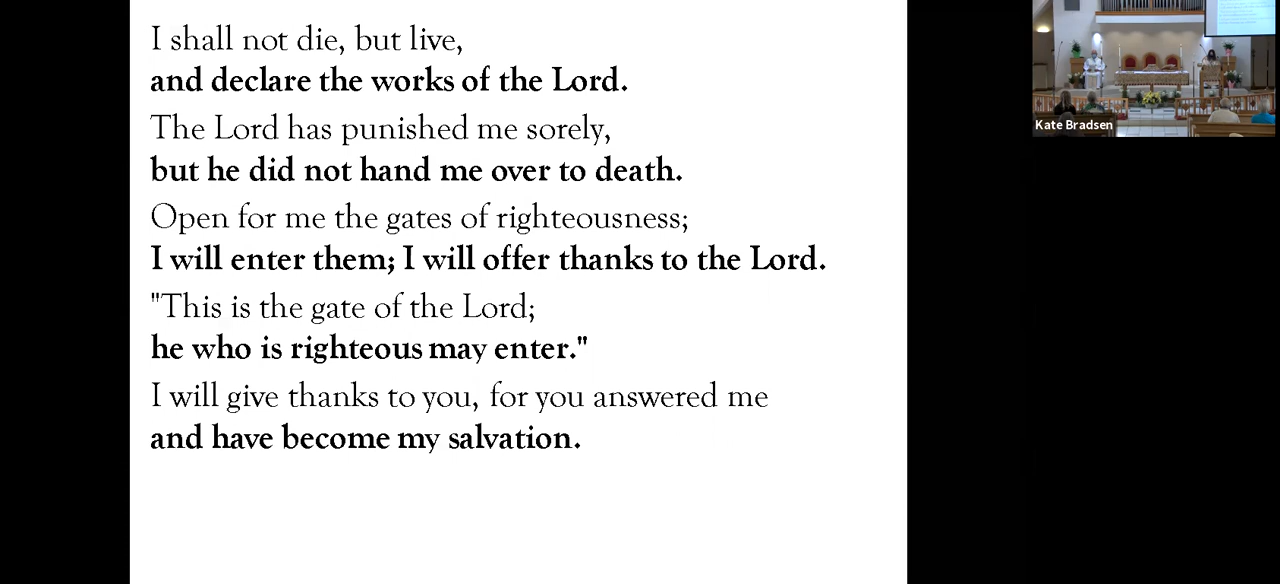 I shall not die, but live,
and declare the works of the Lord.
The Lord has punished me sorely,
but he did not hand me over to death.
Open for me the gates of righteousness;
I will enter them; I will offer thanks to the Lord.
"This is the gate of the Lord;
he who is righteous may enter."
I will give thanks to you, for you answered me
and have become my salvation.
Kate Bradsen